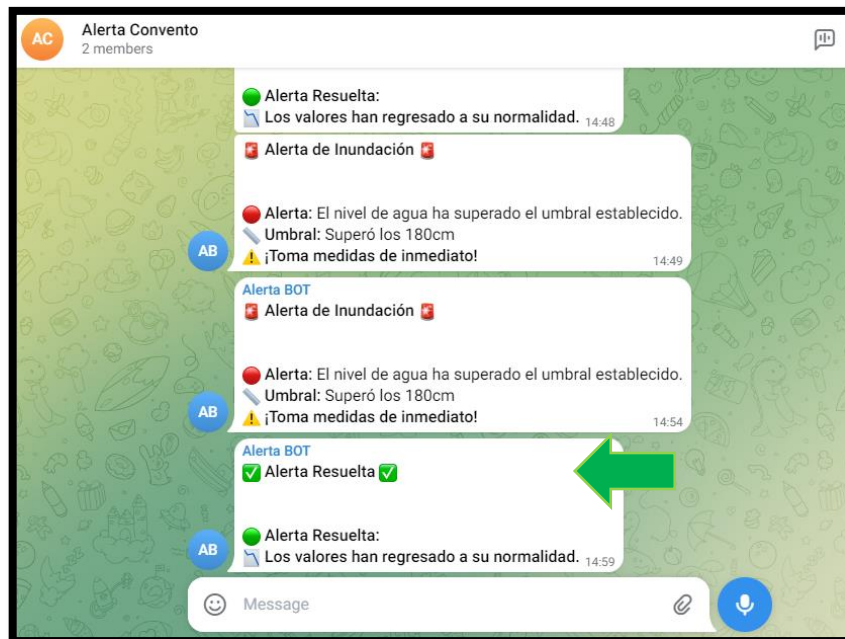 AC
Alerta Convento
2 members
🟢 Alerta Resuelta:
📉 Los valores han regresado a su normalidad. 14:48
🚨 Alerta de Inundación 🚨
🔴 Alerta: El nivel de agua ha superado el umbral establecido.
📏 Umbral: Superó los 180cm
⚠️ ¡Toma medidas de inmediato! 14:49
AB
Alerta BOT
🚨 Alerta de Inundación 🚨
🔴 Alerta: El nivel de agua ha superado el umbral establecido.
📏 Umbral: Superó los 180cm
⚠️ ¡Toma medidas de inmediato! 14:54
AB
Alerta BOT
✅ Alerta Resuelta ✅
🟢 Alerta Resuelta:
📉 Los valores han regresado a su normalidad. 14:59
AB
Message